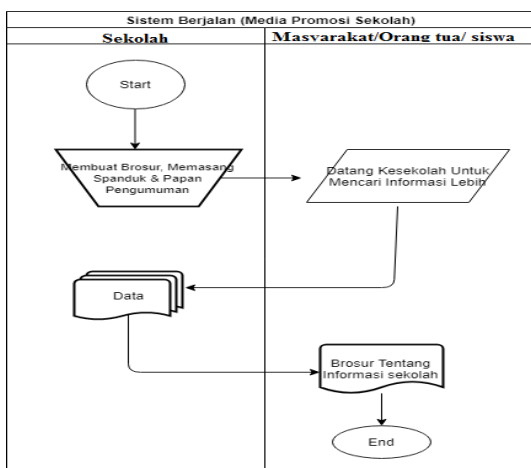 Sistem Berjalan (Media Promosi Sekolah)
Sekolah
Masyarakat/Orang tua/ siswa
Start
Membuat Brosur, Memasang
Spanduk & Papan
Pengumuman
Datang Kesekolah Untuk
Mencari Informasi Lebih
Data
Brosur Tentang
Informasi sekolah
End